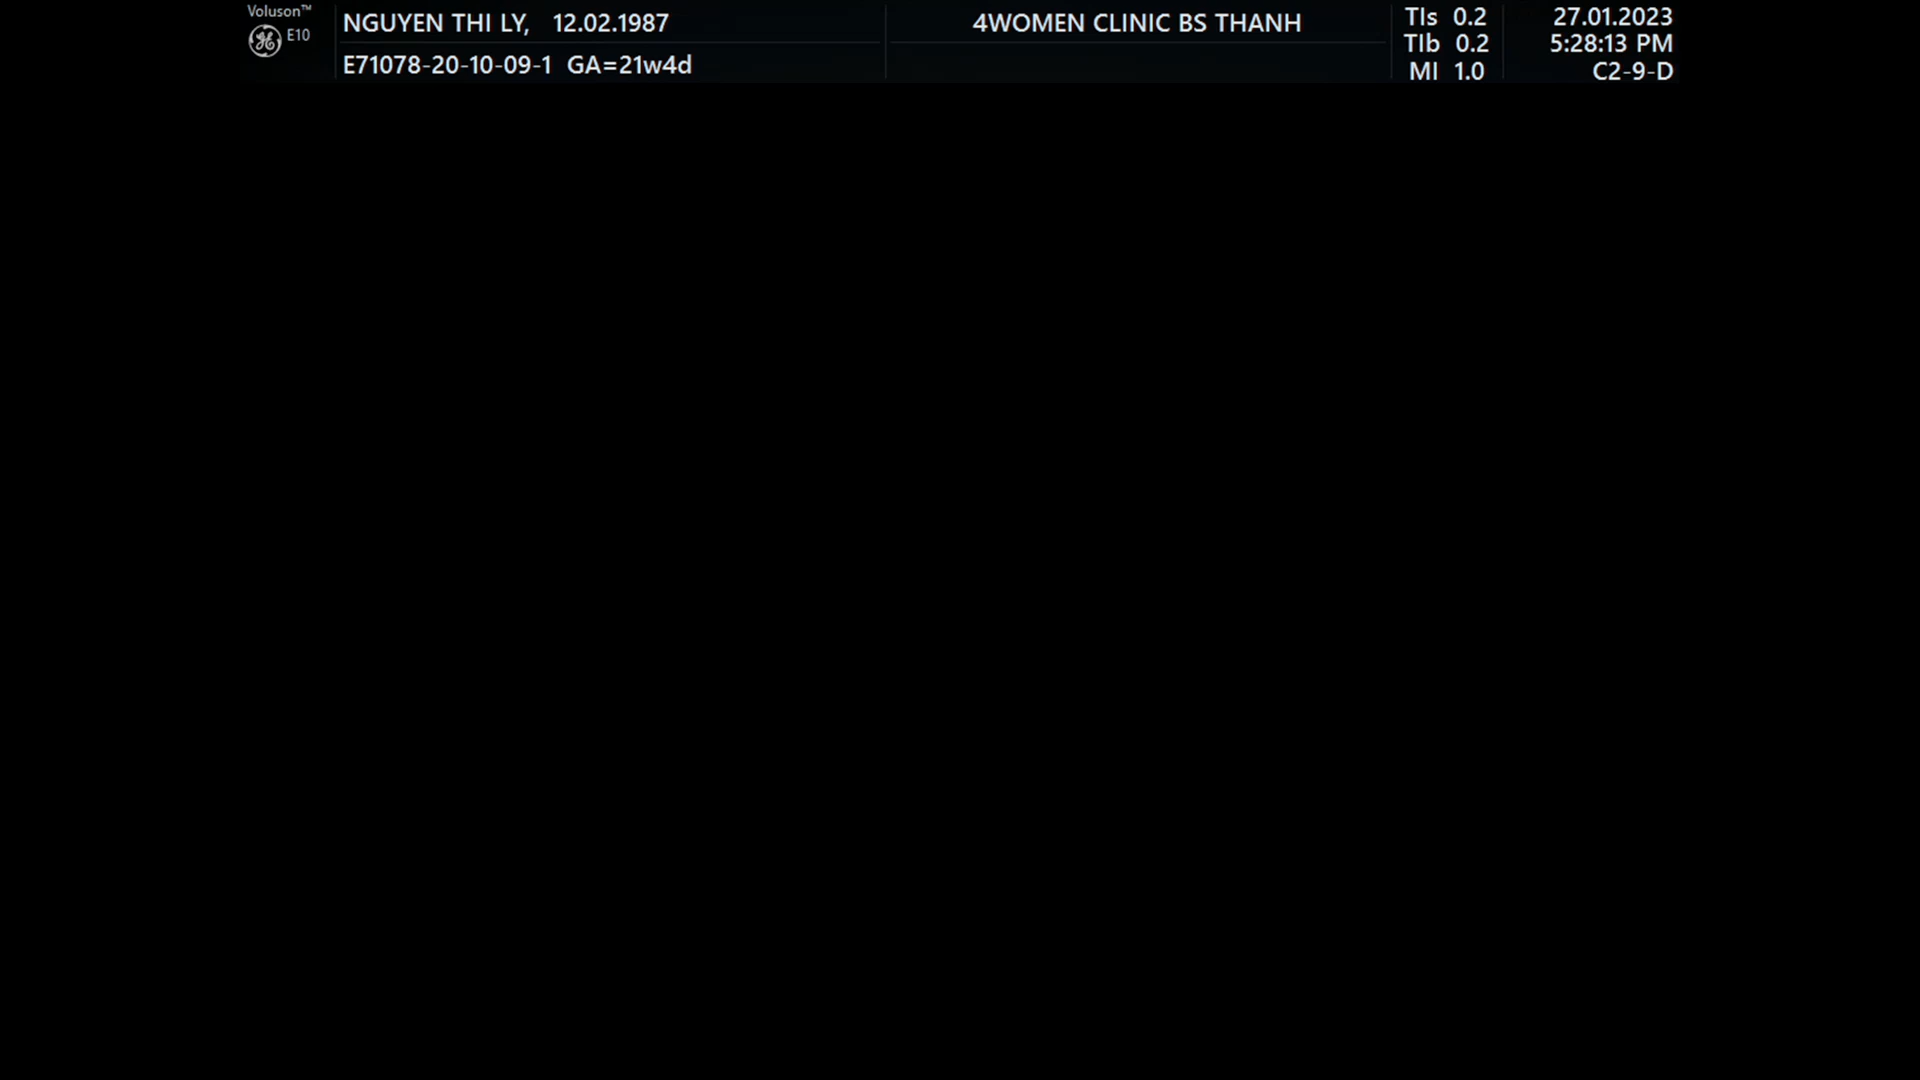 Voluson™
E10
NGUYEN THI LY, 12.02.1987
E71078-20-10-09-1 GA=21w4d
4WOMEN CLINIC BS THANH
TIs 0.2
TIb 0.2
MI 1.0
27.01.2023
5:28:13 PM
C2-9-D